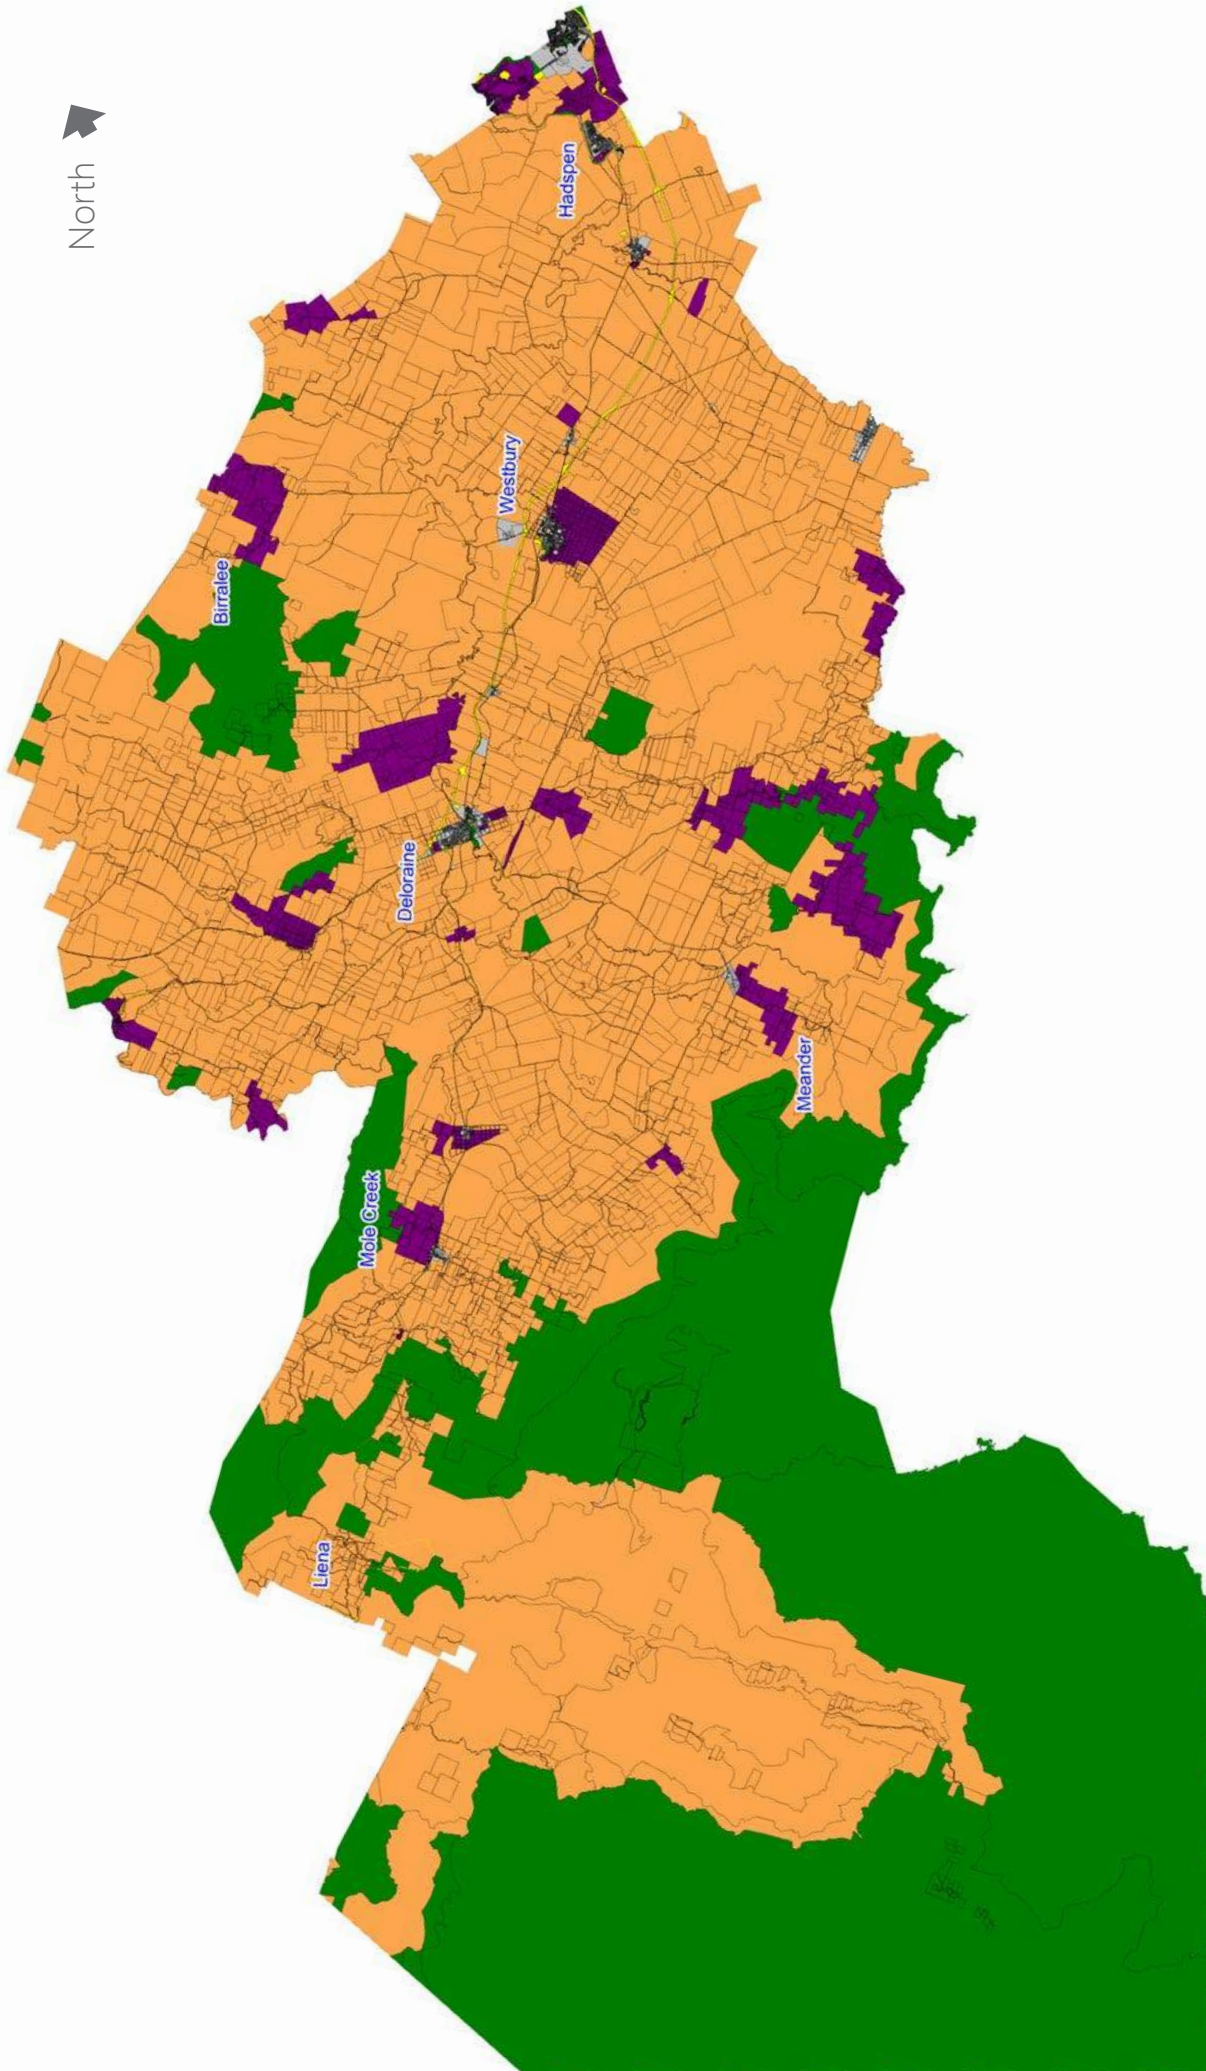 North
Hadspen
Westbury
Birralee
Deloraine
Meander
Mole Creek
Liena